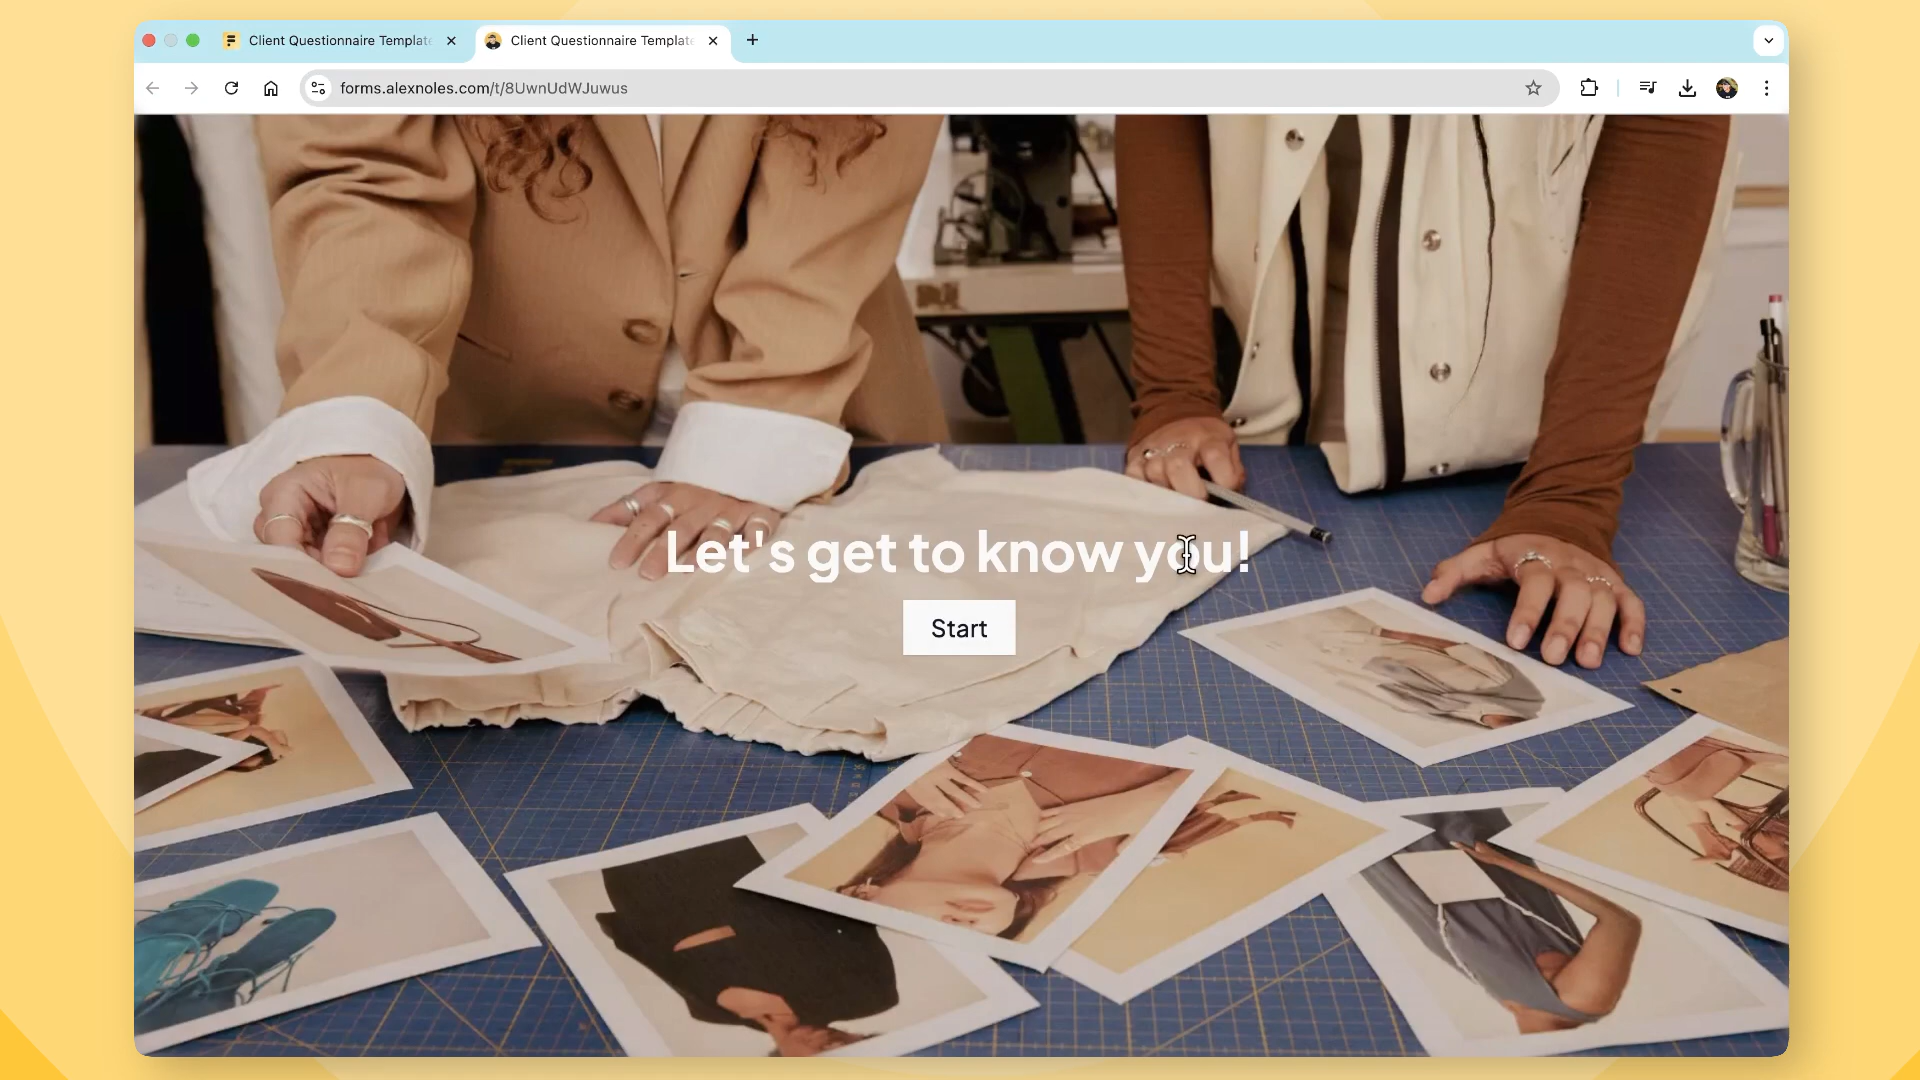 Client Questionnaire Templat
Client Questionnaire Templat
forms.alexnoles.com/t/8UwnUdWJuwus
Let's get to know you!
Start